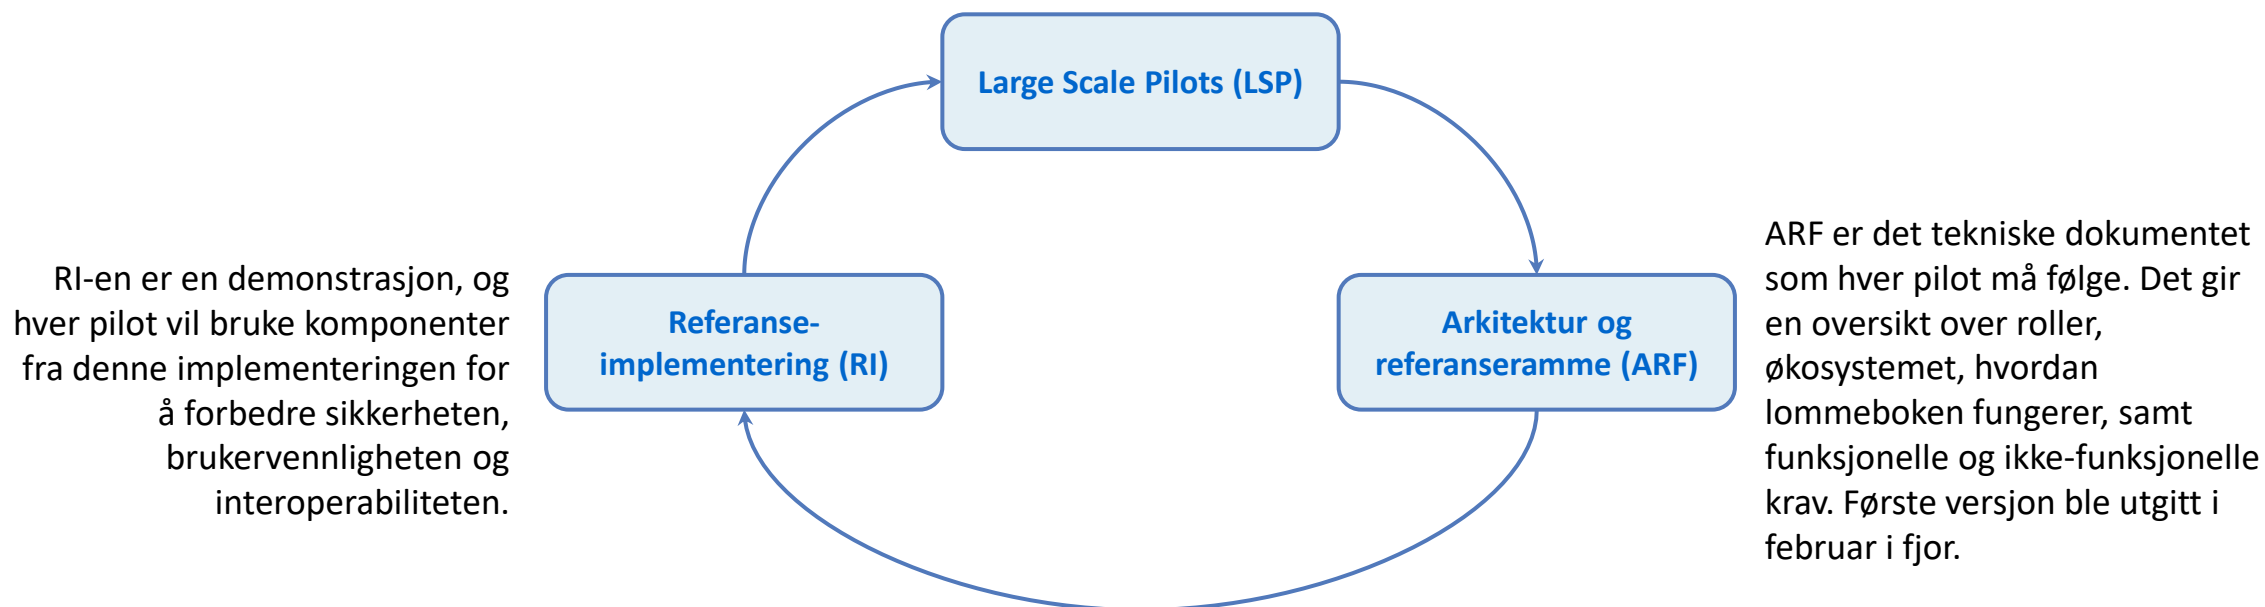 Large Scale Pilots (LSP)
RI-en er en demonstrasjon, og
hver pilot vil bruke komponenter
fra denne implementeringen for
å forbedre sikkerheten,
brukervennligheten og
interoperabiliteten.
Referanse-
implementering (RI)
Arkitektur og
referanseramme (ARF)
ARF er det tekniske dokumentet
som hver pilot må følge. Det gir
en oversikt over roller,
økosystemet, hvordan
lommeboken fungerer, samt
funksjonelle og ikke-funksjonelle
krav. Første versjon ble utgitt i
februar i fjor.